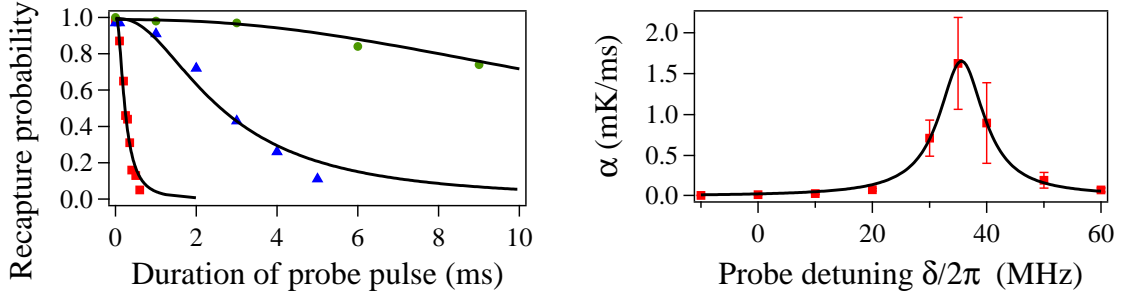 Recapture probability
1.0
0.8
0.6
0.4
0.2
0.0
0 2 4 6 8 10
Duration of probe pulse (ms)
α (mK/ms)
2.0
1.5
1.0
0.5
0.0
0 20 40 60
Probe detuning δ/2π (MHz)